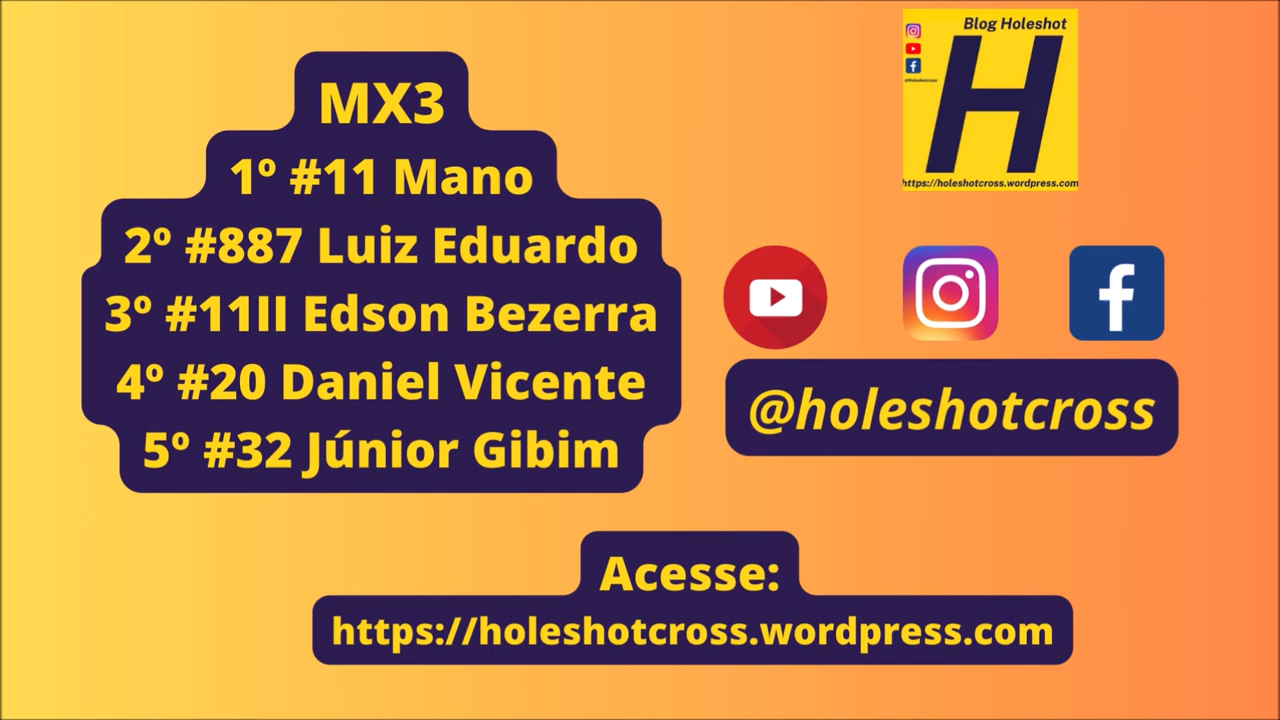 MX3
1º #11 Mano
2º #887 Luiz Eduardo
3º #11II Edson Bezerra
4º #20 Daniel Vicente
5º #32 Júnior Gibim
Blog Holeshot
@holeshotcross
H
https://holeshotcross.wordpress.com
@holeshotcross
Acesse:
https://holeshotcross.wordpress.com